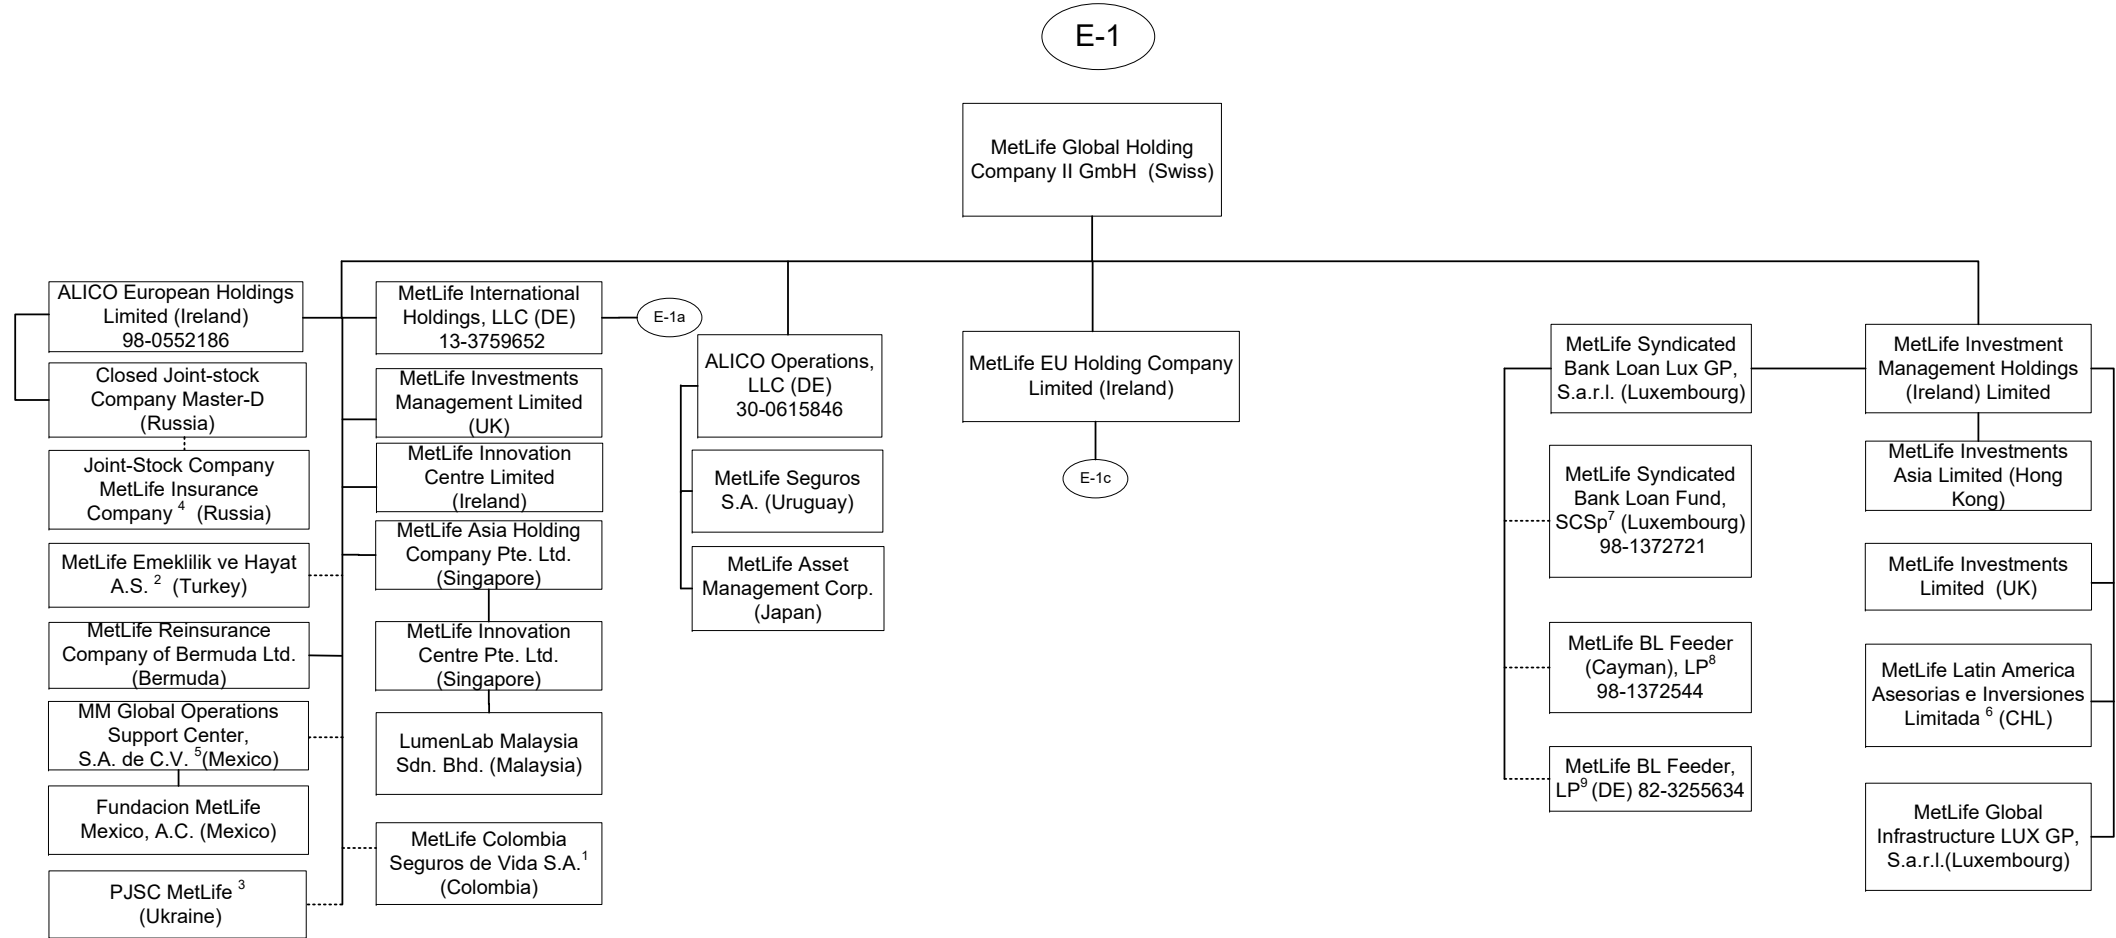 E-1
MetLife Global Holding
Company II GmbH (Swiss)
ALICO European Holdings
Limited (Ireland)
98-0552186
Closed Joint-stock
Company Master-D
(Russia)
Joint-Stock Company
MetLife Insurance
Company 4 (Russia)
MetLife Emeklilik ve Hayat
A.S. 2 (Turkey)
MetLife Reinsurance
Company of Bermuda Ltd.
(Bermuda)
MM Global Operations
Support Center,
S.A. de C.V. 5(Mexico)
Fundacion MetLife
Mexico, A.C. (Mexico)
PJSC MetLife 3
(Ukraine)
MetLife International
Holdings, LLC (DE)
13-3759652
E-1a
MetLife Investments
Management Limited
(UK)
MetLife Innovation
Centre Limited
(Ireland)
MetLife Asia Holding
Company Pte. Ltd.
(Singapore)
MetLife Innovation
Centre Pte. Ltd.
(Singapore)
LumenLab Malaysia
Sdn. Bhd. (Malaysia)
MetLife Colombia
Seguros de Vida S.A.1
(Colombia)
ALICO Operations,
LLC (DE)
30-0615846
MetLife Seguros
S.A. (Uruguay)
MetLife Asset
Management Corp.
(Japan)
MetLife EU Holding Company
Limited (Ireland)
E-1c
MetLife Syndicated
Bank Loan Lux GP,
S.a.r.l. (Luxembourg)
MetLife Syndicated
Bank Loan Fund,
SCSp7 (Luxembourg)
98-1372721
MetLife BL Feeder
(Cayman), LP8
98-1372544
MetLife BL Feeder,
LP9 (DE) 82-3255634
MetLife Investment
Management Holdings
(Ireland) Limited
MetLife Investments
Asia Limited (Hong
Kong)
MetLife Investments
Limited (UK)
MetLife Latin America
Asesorias e Inversiones
Limitada 6 (CHL)
MetLife Global
Infrastructure LUX GP,
S.a.r.l.(Luxembourg)